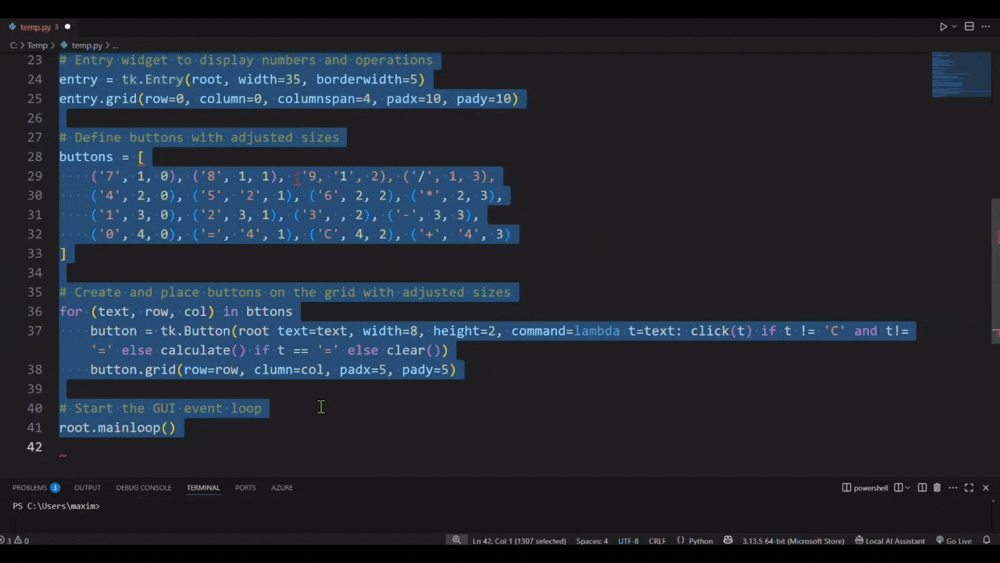 temp.py 3
C: > Temp > temp.py > ...
23 # Entry widget to display numbers and operations
24 entry = tk.Entry(root, width=35, borderwidth=5)
25 entry.grid(row=0, column=0, columnspan=4, padx=10, pady=10)
26
27 # Define buttons with adjusted sizes
28 buttons = [
29 ('7', 1, 0), ('8', 1, 1), ('9, '1', 2), ('/', 1, 3),
30 ('4', 2, 0), ('5', '2', 1), ('6', 2, 2), ('*', 2, 3),
31 ('1', 3, 0), ('2', 3, 1), ('3', , 2), ('-', 3, 3),
32 ('0', 4, 0), ('=', '4', 1), ('C', 4, 2), ('+', '4', 3)
33 ]
34
35 # Create and place buttons on the grid with adjusted sizes
36 for (text, row, col) in bttons
37 button = tk.Button(root text=text, width=8, height=2, command=lambda t=text: click(t) if t != 'C' and t!=
'=' else calculate() if t == '=' else clear())
38 button.grid(row=row, clumn=col, padx=5, pady=5)
39
40 # Start the GUI event loop
41 root.mainloop()
42
PROBLEMS 3 OUTPUT DEBUG CONSOLE TERMINAL PORTS AZURE powershell
PS C:\Users\maxim>
3 0 Ln 42, Col 1 (1307 selected) Spaces: 4 UTF-8 CRLF {} Python 3.13.5 64-bit (Microsoft Store) Local AI Assistant Go Live